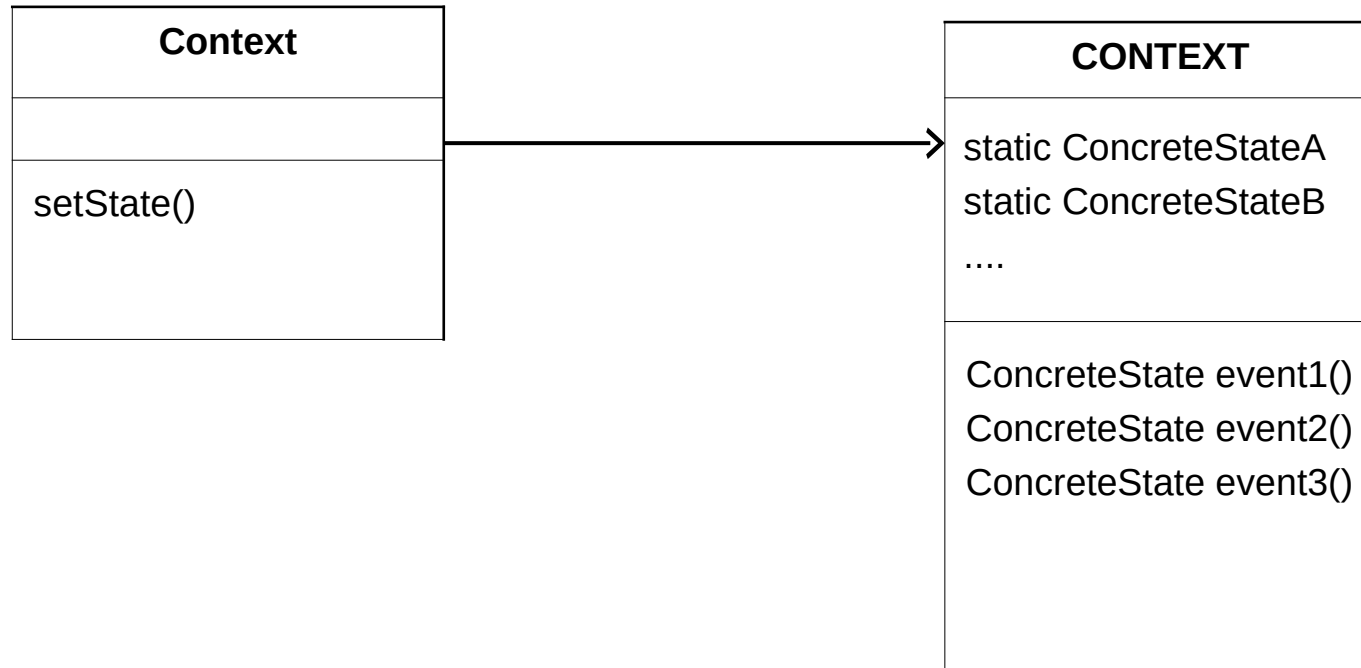 Context
setState()
CONTEXT
static ConcreteStateA
static ConcreteStateB
....
ConcreteState event1()
ConcreteState event2()
ConcreteState event3()